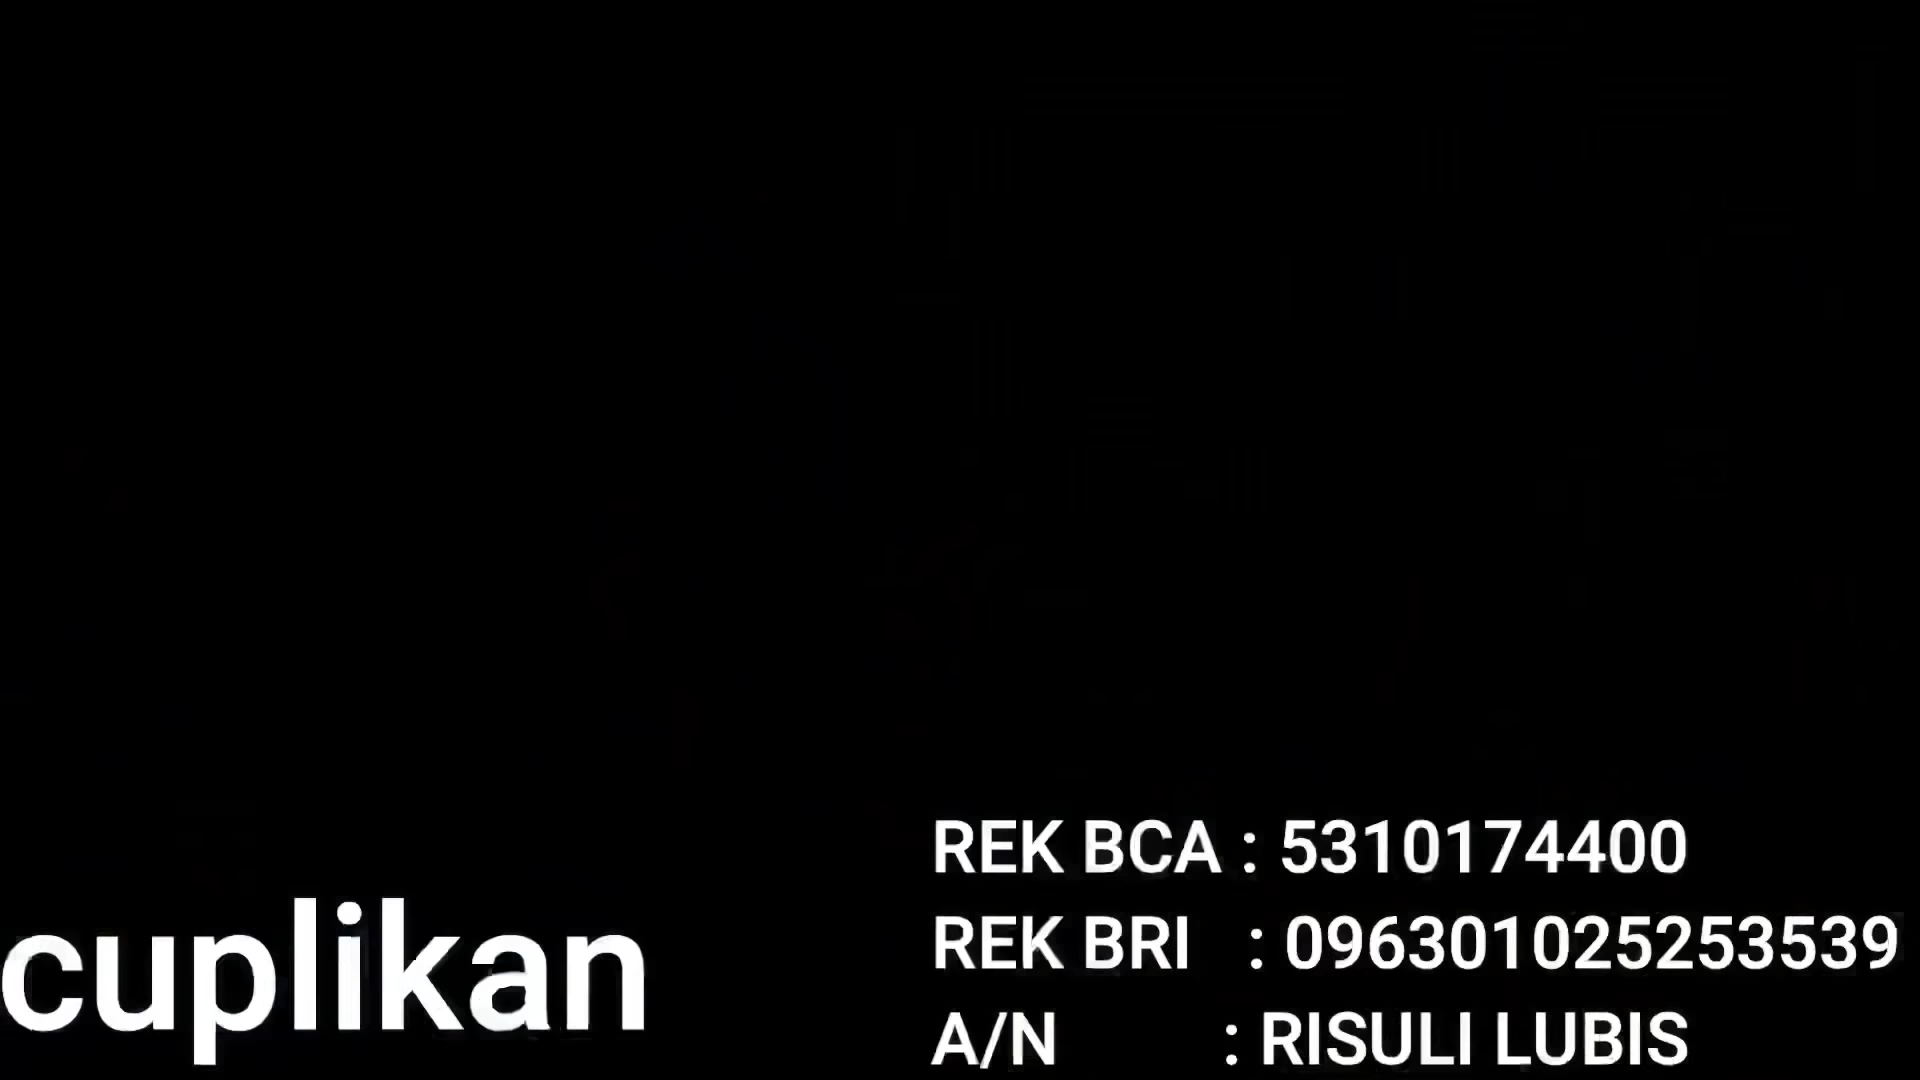 cuplikan
REK BCA : 5310174400
REK BRI : 096301025253539
A/N : RISULI LUBIS